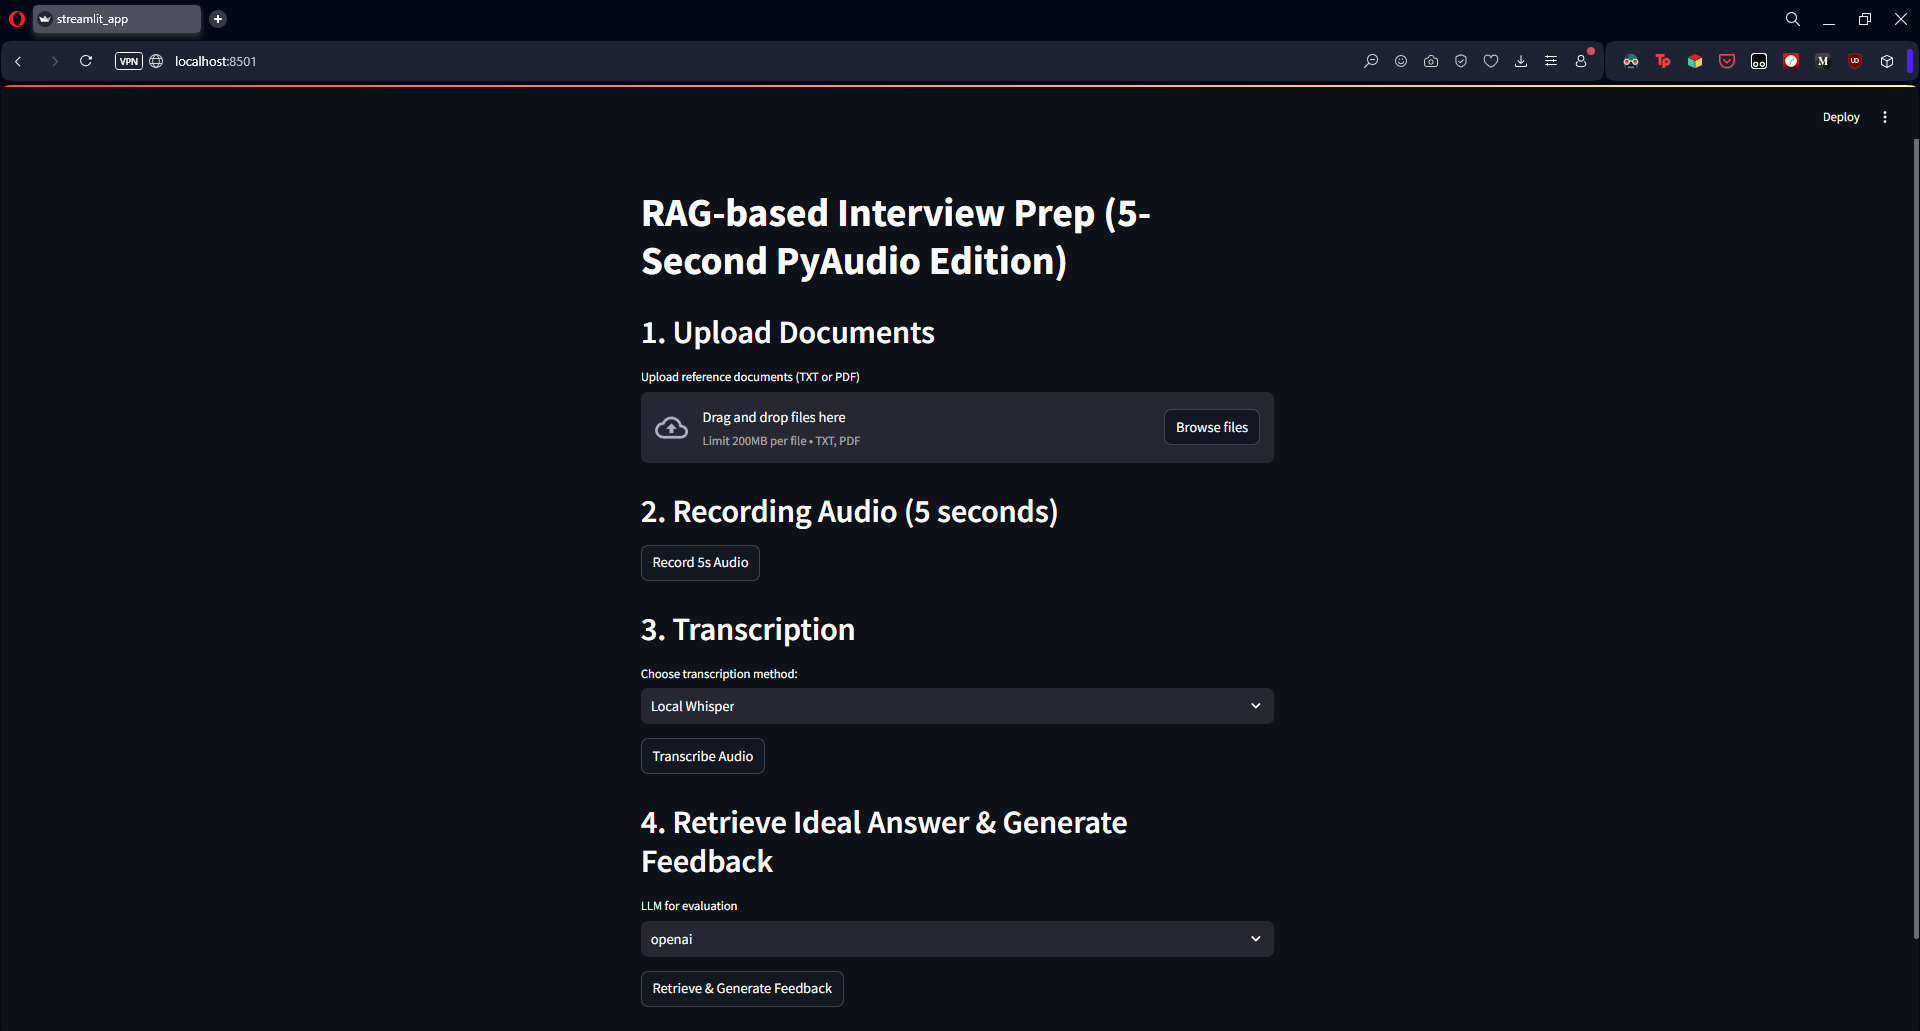 streamlit_app
VPN
localhost:8501
Deploy
RAG-based Interview Prep (5-
Second PyAudio Edition)
1. Upload Documents
Upload reference documents (TXT or PDF)
Drag and drop files here
Limit 200MB per file • TXT, PDF
Browse files
2. Recording Audio (5 seconds)
Record 5s Audio
3. Transcription
Choose transcription method:
Local Whisper
Transcribe Audio
4. Retrieve Ideal Answer & Generate
Feedback
LLM for evaluation
openai
Retrieve & Generate Feedback